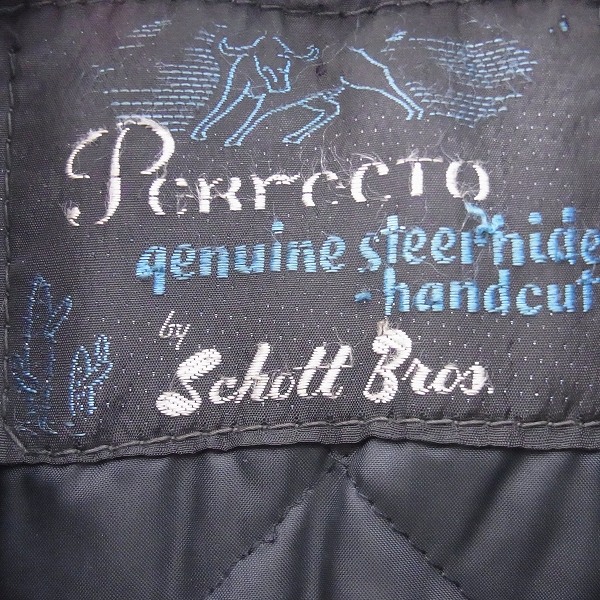 Perfecto
genuine steerhide
-handcut
by
Schott Bros.